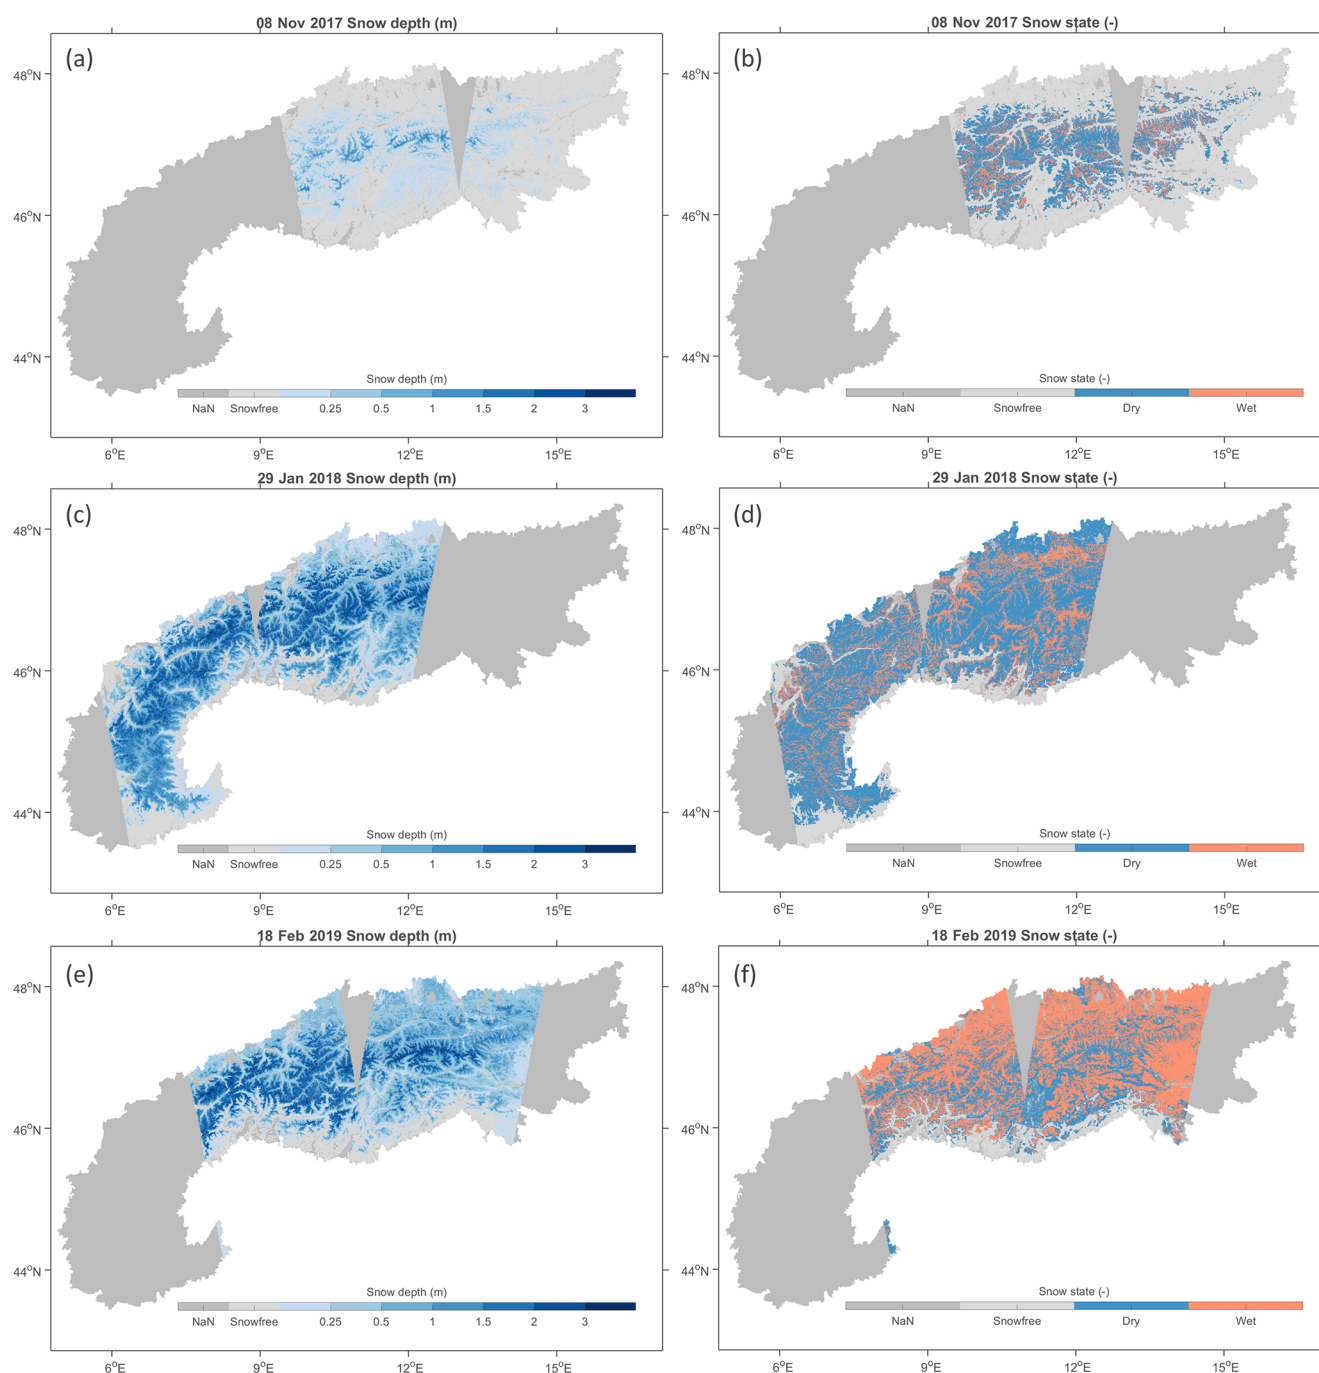 08 Nov 2017 Snow depth (m)
(a)
48°N
46°N
44°N
Snow depth (m)
NaN Snowfree 0.25 0.5 1 1.5 2 3
6°E 9°E 12°E 15°E
08 Nov 2017 Snow state (-)
(b)
48°N
46°N
44°N
Snow state (-)
NaN Snowfree Dry Wet
6°E 9°E 12°E 15°E
29 Jan 2018 Snow depth (m)
(c)
48°N
46°N
44°N
Snow depth (m)
NaN Snowfree 0.25 0.5 1 1.5 2 3
6°E 9°E 12°E 15°E
29 Jan 2018 Snow state (-)
(d)
48°N
46°N
44°N
Snow state (-)
NaN Snowfree Dry Wet
6°E 9°E 12°E 15°E
18 Feb 2019 Snow depth (m)
(e)
48°N
46°N
44°N
Snow depth (m)
NaN Snowfree 0.25 0.5 1 1.5 2 3
6°E 9°E 12°E 15°E
18 Feb 2019 Snow state (-)
(f)
48°N
46°N
44°N
Snow state (-)
NaN Snowfree Dry Wet
6°E 9°E 12°E 15°E